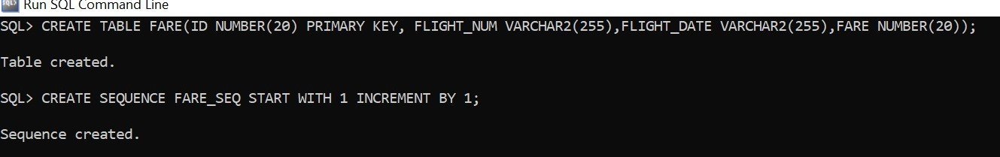 Run SQL Command Line
SQL> CREATE TABLE FARE(ID NUMBER(20) PRIMARY KEY, FLIGHT_NUM VARCHAR2(255),FLIGHT_DATE VARCHAR2(255),FARE NUMBER(20));
Table created.
SQL> CREATE SEQUENCE FARE_SEQ START WITH 1 INCREMENT BY 1;
Sequence created.